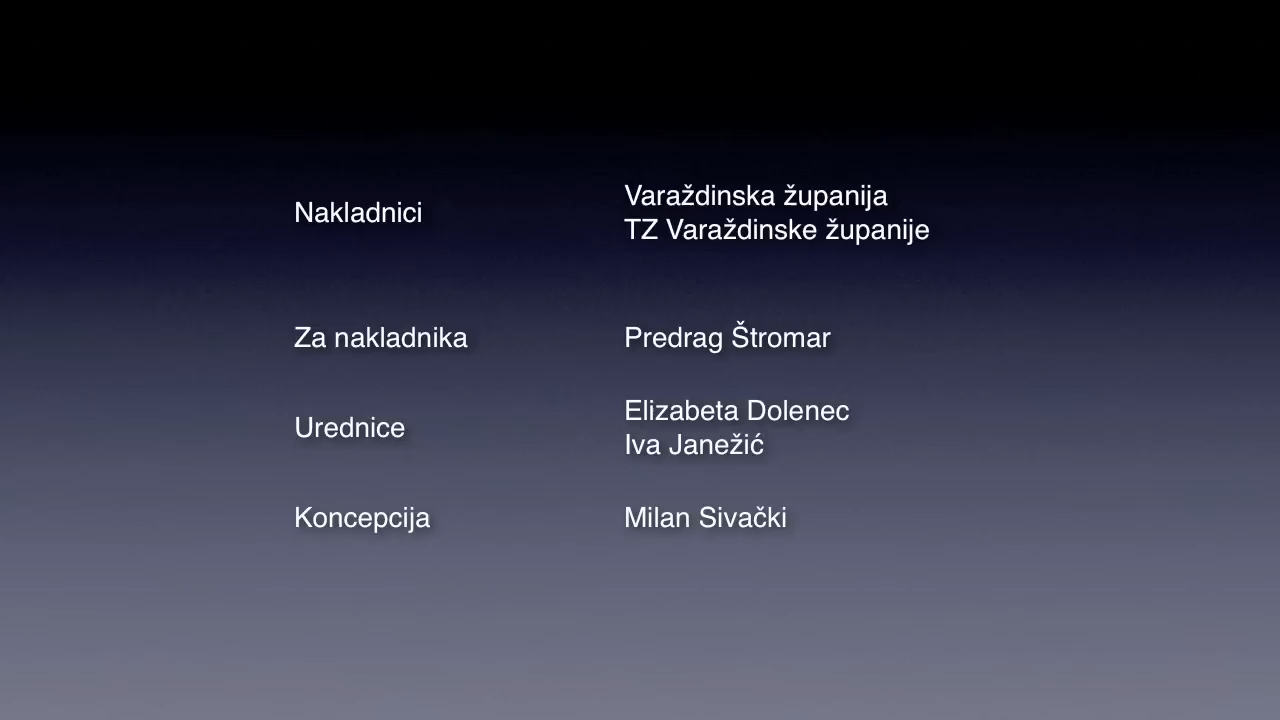 Nakladnici
Varaždinska županija
TZ Varaždinske županije
Za nakladnika
Predrag Štromar
Urednice
Elizabeta Dolenec
Iva Janežić
Koncepcija
Milan Sivački